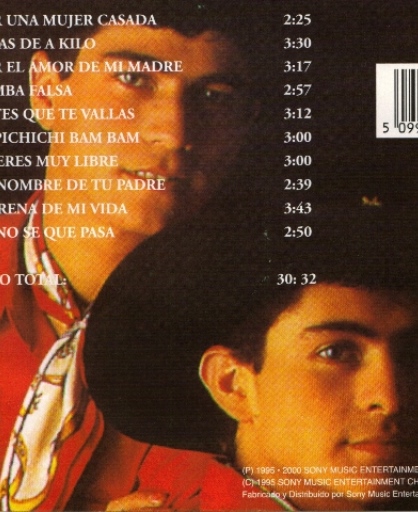 R UNA MUJER CASADA 2:25
AS DE A KILO 3:30
R EL AMOR DE MI MADRE 3:17
MBA FALSA 2:57
TES QUE TE VALLAS 3:12
PICHICHI BAM BAM 3:00
ERES MUY LIBRE 3:00
NOMBRE DE TU PADRE 2:39
RENA DE MI VIDA 3:43
NO SE QUE PASA 2:50
O TOTAL: 30: 32
5 099
(P) 1995 • 2000 SONY MUSIC ENTERTAINME
(C) 1995 SONY MUSIC ENTERTAINMENT CH
Fabricado y Distribuido por Sony Music Enterta